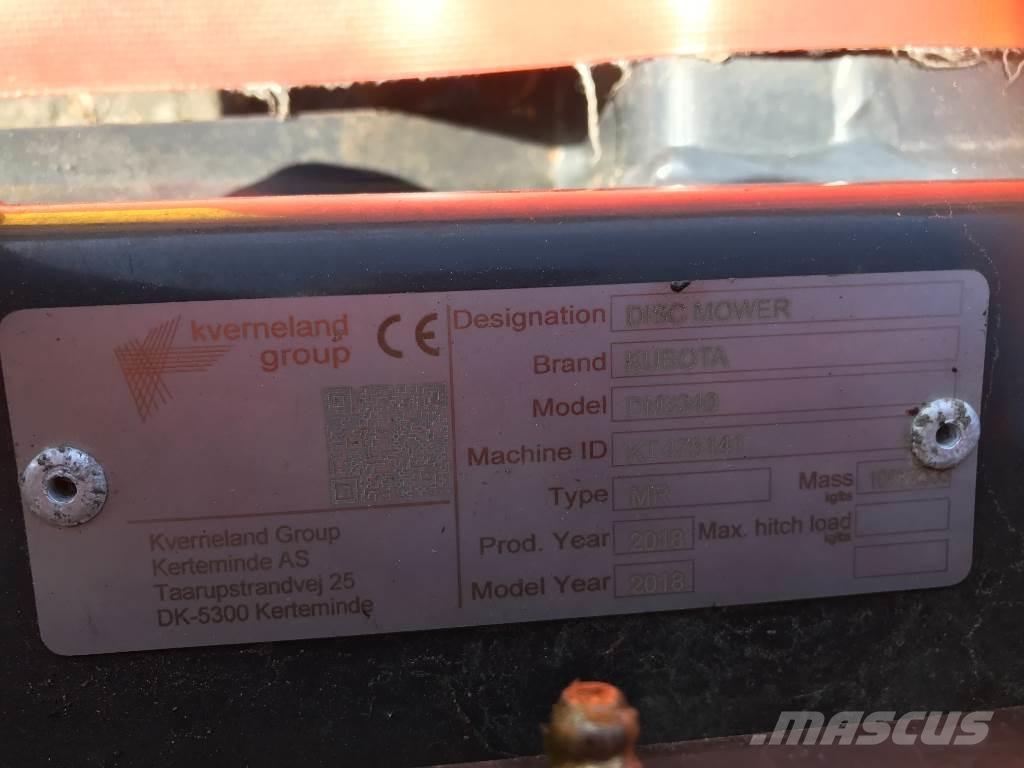 kverneland
group
CE
Kverneland Group
Kerteminde AS
Taarupstrandvej 25
DK-5300 Kerteminde
Designation DISC MOWER
Brand KUBOTA
Model
Machine ID
Type MR Mass kg/lbs
Prod. Year 2018 Max. hitch load kg/lbs
Model Year 2018
MASCUS